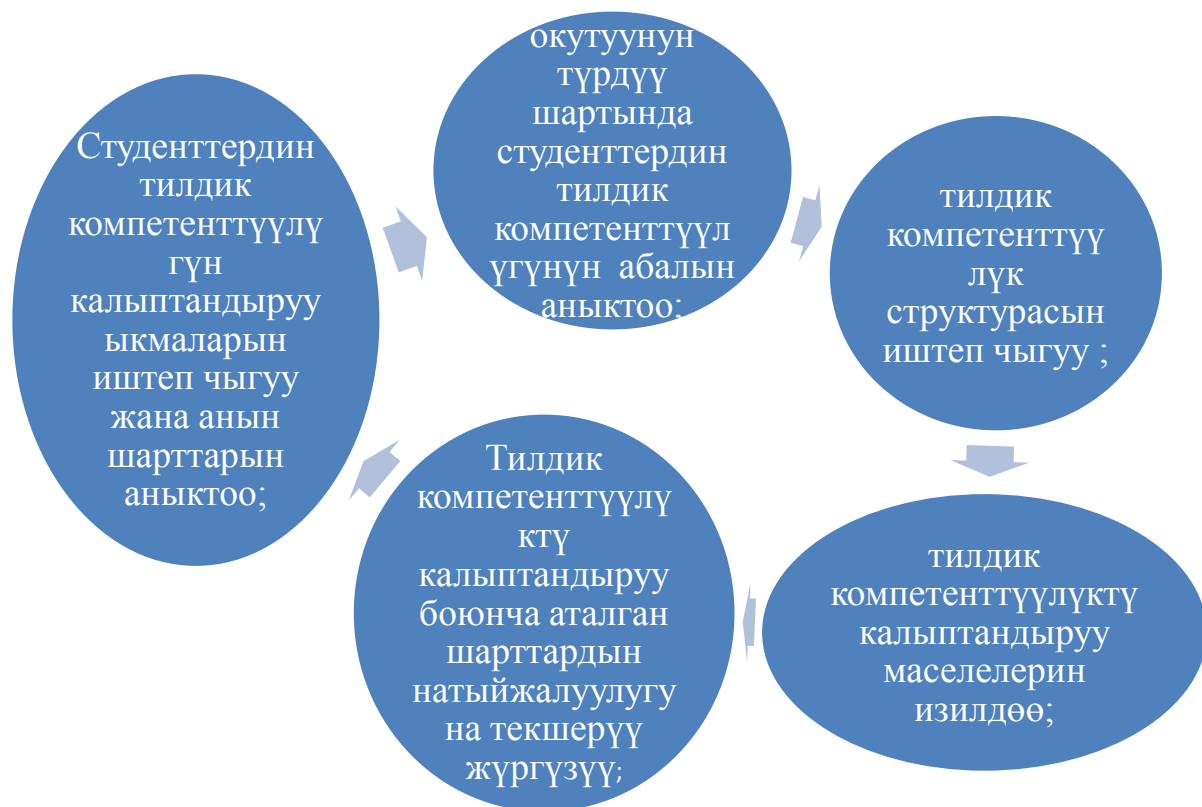 окутуунун
түрдүү
шартында
студенттердин
тилдик
компетенттүүл
үгүнүн абалын
аныктоо;
тилдик
компетенттүү
лүк
структурасын
иштеп чыгуу ;
тилдик
компетенттүүлүктү
калыптандыруу
маселелерин
изилдөө;
Тилдик
компетенттүүлү
ктү
калыптандыруу
боюнча аталган
шарттардын
натыйжалуулугу
на текшерүү
жүргүзүү;
Студенттердин
тилдик
компетенттүүлү
гүн
калыптандыруу
ыкмаларын
иштеп чыгуу
жана анын
шарттарын
аныктоо;